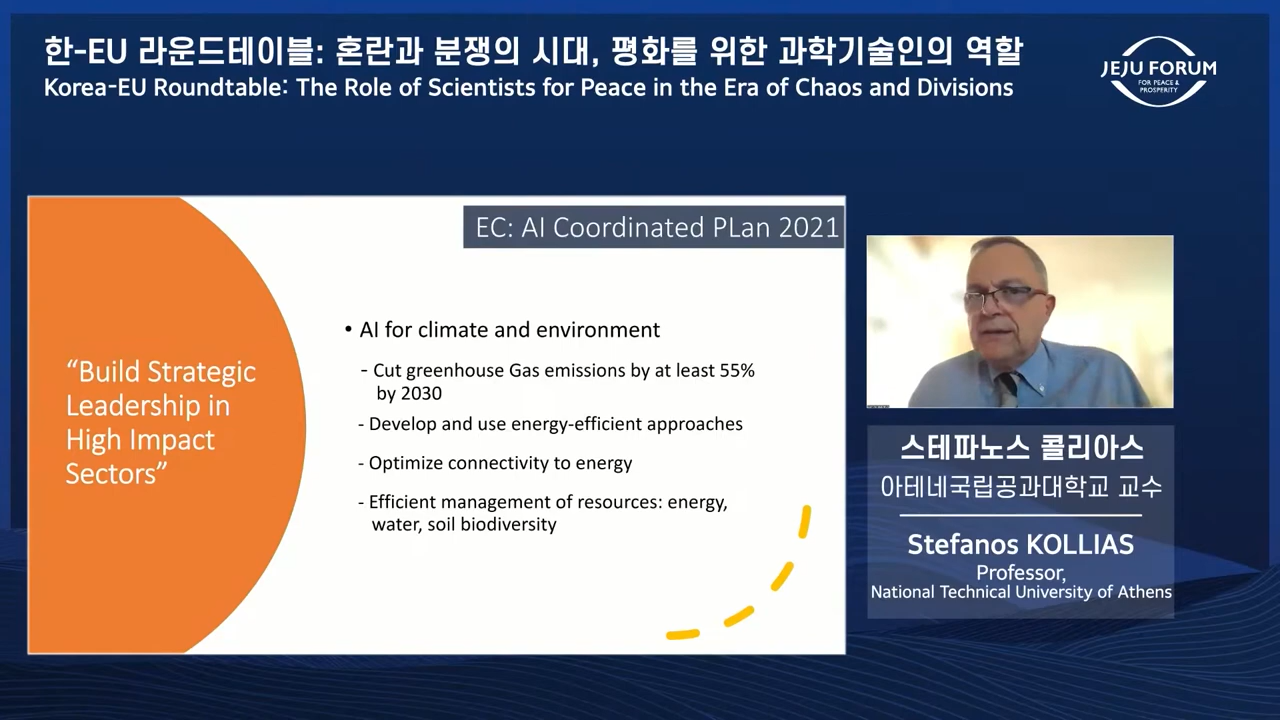 한-EU 라운드테이블: 혼란과 분쟁의 시대, 평화를 위한 과학기술인의 역할
Korea-EU Roundtable: The Role of Scientists for Peace in the Era of Chaos and Divisions
JEJU FORUM
FOR PEACE &
PROSPERITY
EC: AI Coordinated PLan 2021
“Build Strategic
Leadership in
High Impact
Sectors”
• AI for climate and environment
- Cut greenhouse Gas emissions by at least 55%
by 2030
- Develop and use energy-efficient approaches
- Optimize connectivity to energy
- Efficient management of resources: energy,
water, soil biodiversity
스테파노스 콜리아스
아테네국립공과대학교 교수
Stefanos KOLLIAS
Professor,
National Technical University of Athens